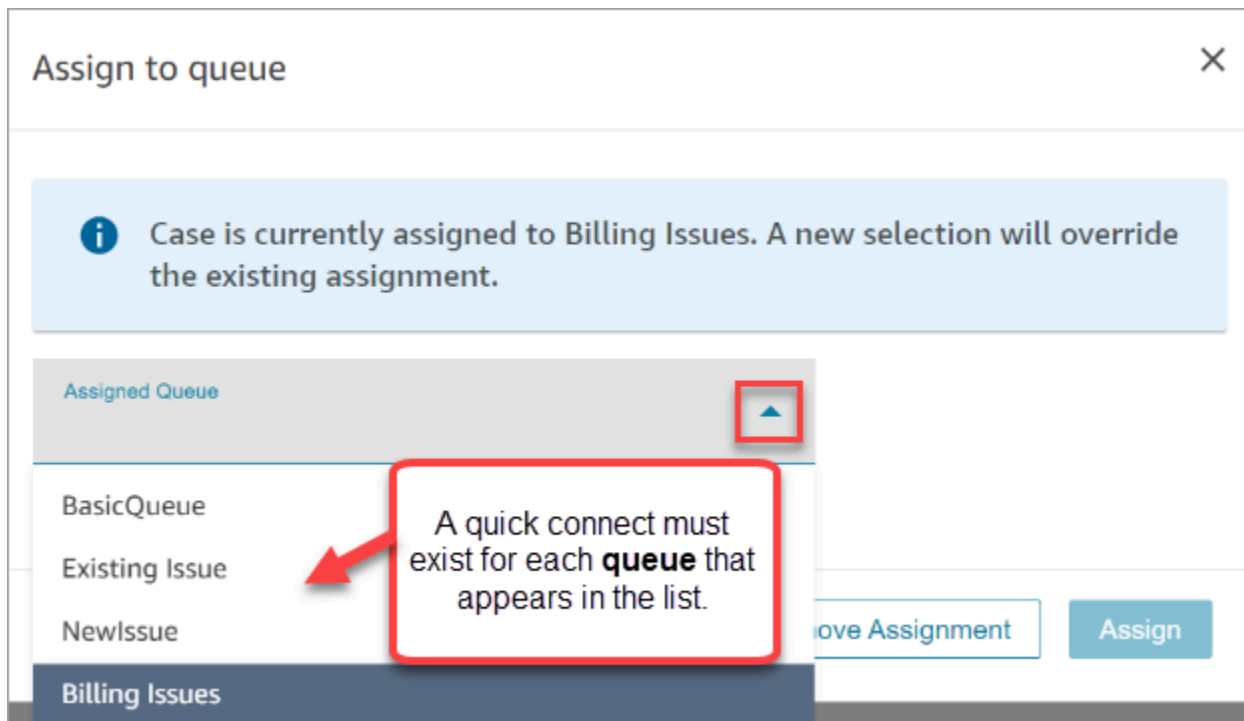 Assign to queue
Case is currently assigned to Billing Issues. A new selection will override
the existing assignment.
Assigned Queue
BasicQueue
Existing Issue
NewIssue
Billing Issues
A quick connect must
exist for each queue that
appears in the list.
Assignment
Assign